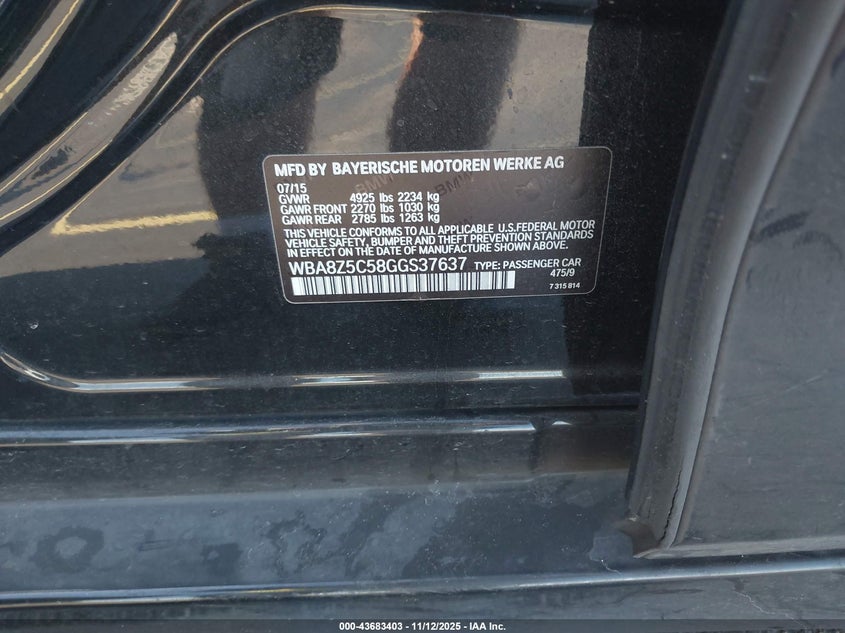 MFD BY BAYERISCHE MOTOREN WERKE AG
07/15
GVWR 4925 lbs 2234 kg
GAWR FRONT 2270 lbs 1030 kg
GAWR REAR 2785 lbs 1263 kg
THIS VEHICLE CONFORMS TO ALL APPLICABLE U.S.FEDERAL MOTOR
VEHICLE SAFETY, BUMPER AND THEFT PREVENTION STANDARDS
IN EFFECT ON THE DATE OF MANUFACTURE SHOWN ABOVE.
WBA8Z5C58GGS37637 TYPE: PASSENGER CAR
475/9
7 315 814
000-43683403 - 11/12/2025 - IAA Inc.